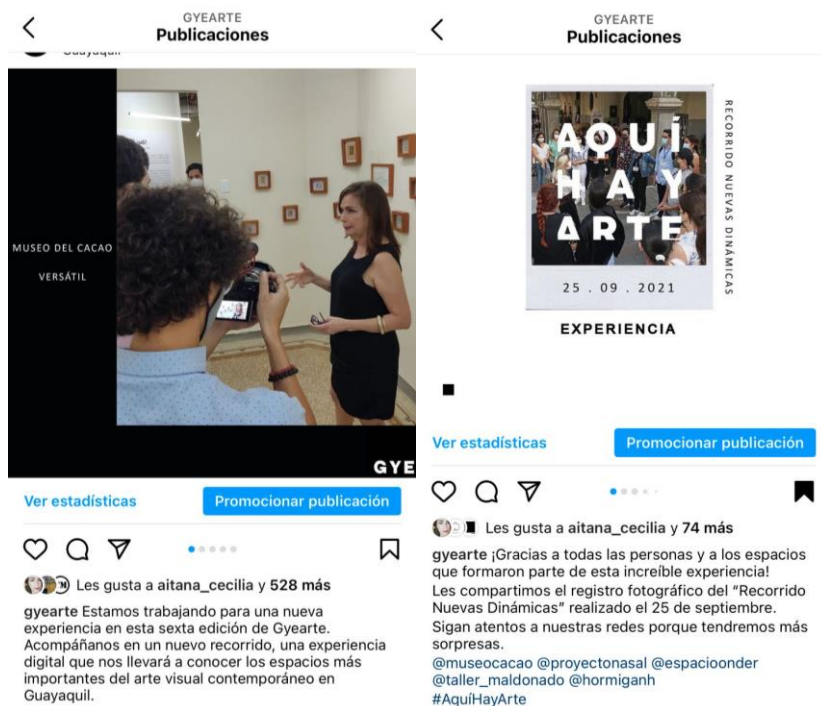 GYEARTE
Publicaciones
Guayaquil
MUSEO DEL CACAO
VERSÁTIL
GYE
Ver estadísticas
Promocionar publicación
Les gusta a aitana_cecilia y 528 más
gyearte Estamos trabajando para una nueva
experiencia en esta sexta edición de Gyearte.
Acompáñanos en un nuevo recorrido, una experiencia
digital que nos llevará a conocer los espacios más
importantes del arte visual contemporáneo en
Guayaquil.
GYEARTE
Publicaciones
AQUÍ
HAY
ARTE
RECORRIDO NUEVAS DINÁMICAS
25 . 09 . 2021
EXPERIENCIA
Ver estadísticas
Promocionar publicación
Les gusta a aitana_cecilia y 74 más
gyearte ¡Gracias a todas las personas y a los espacios
que formaron parte de esta increíble experiencia!
Les compartimos el registro fotográfico del “Recorrido
Nuevas Dinámicas” realizado el 25 de septiembre.
Sigan atentos a nuestras redes porque tendremos más
sorpresas.
@museocacao @proyectonasal @espacioonder
@taller_maldonado @hormiganh
#AquíHayArte